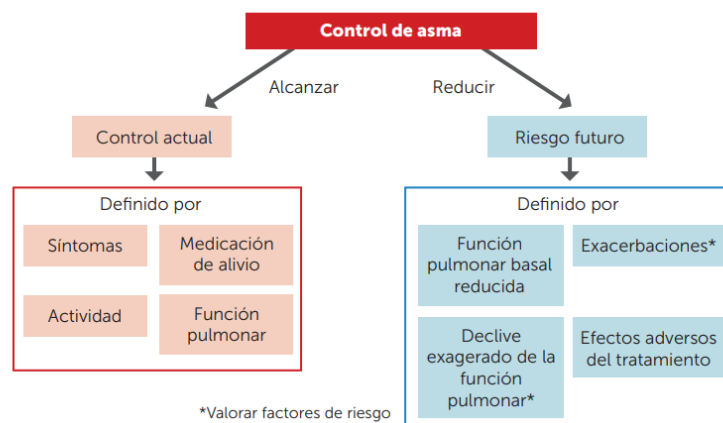 Control de asma
Alcanzar
Reducir
Control actual
Riesgo futuro
Definido por
Síntomas
Medicación
de alivio
Actividad
Función
pulmonar
Definido por
Función
pulmonar basal
reducida
Exacerbaciones*
Declive
exagerado de la
función
pulmonar*
Efectos adversos
del tratamiento
*Valorar factores de riesgo